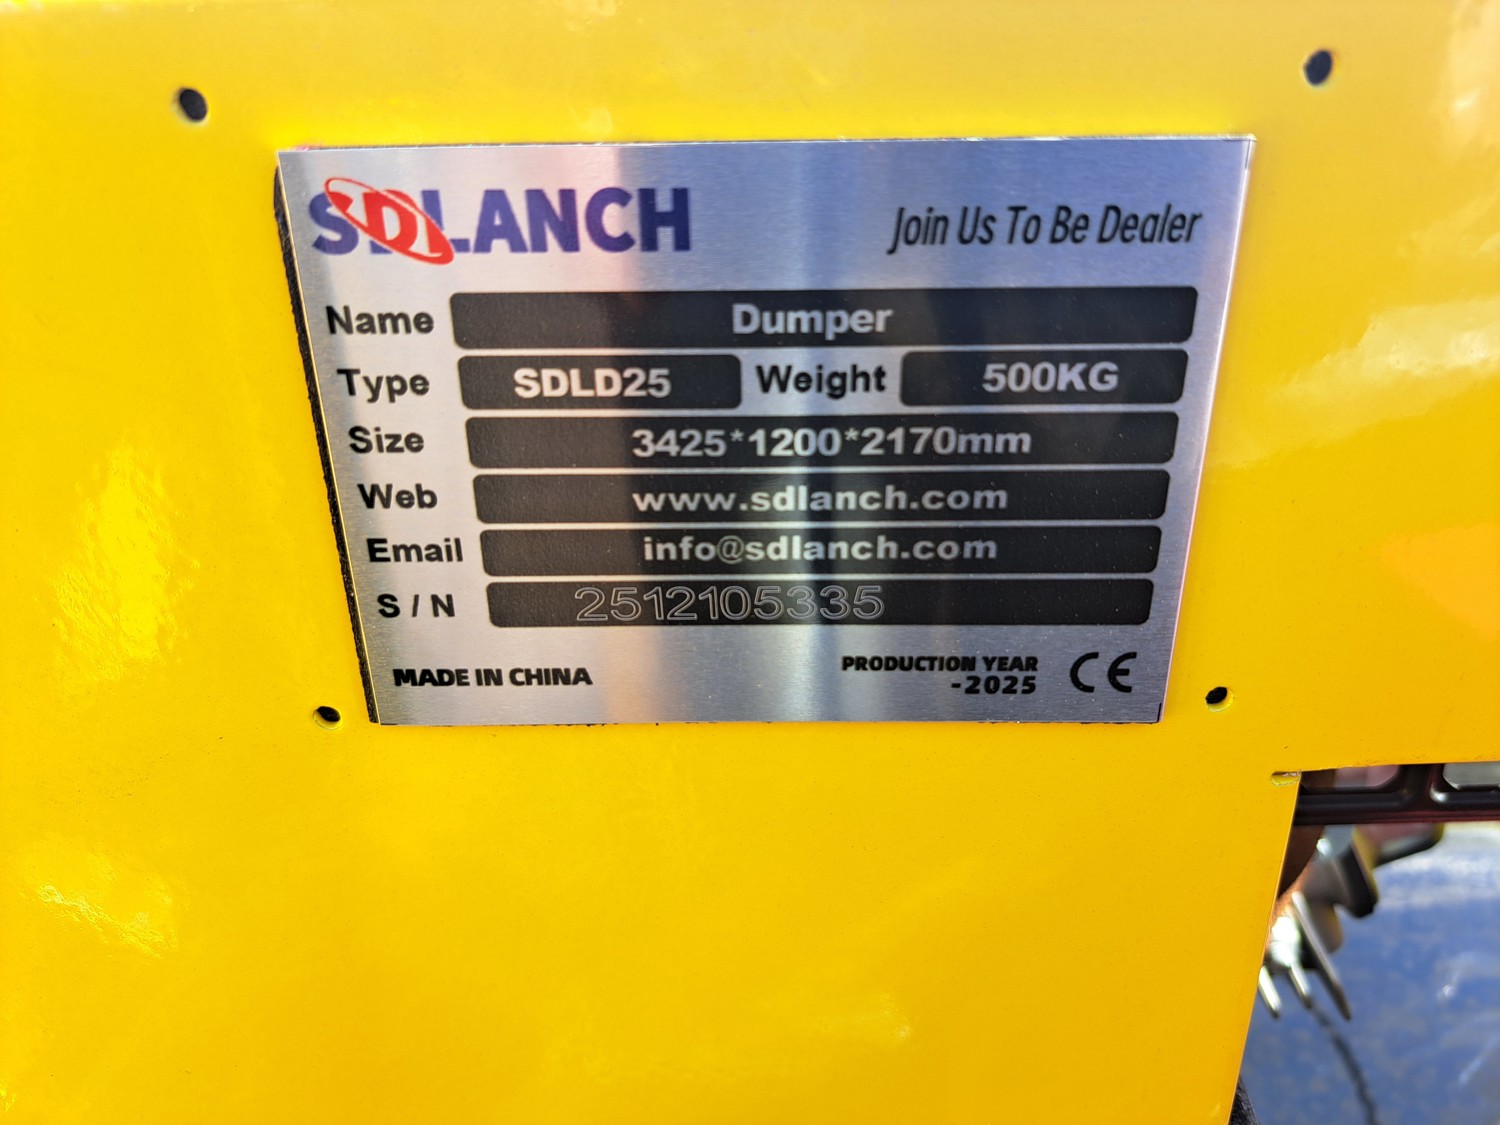 SDLANCH Join Us To Be Dealer
Name Dumper
Type SDLD25 Weight 500KG
Size 3425*1200*2170mm
Web www.sdlanch.com
Email info@sdlanch.com
S / N 2512105335
MADE IN CHINA PRODUCTION YEAR CE
-2025